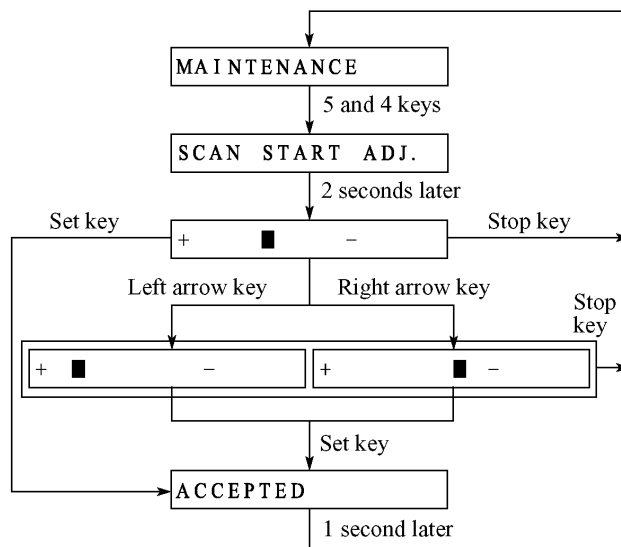 MAINTENANCE
5 and 4 keys
SCAN START ADJ.
2 seconds later
Set key
+ ■ −
Stop key
Left arrow key
Right arrow key
Stop
key
+ ■ −
+ ■ −
Set key
ACCEPTED
1 second later